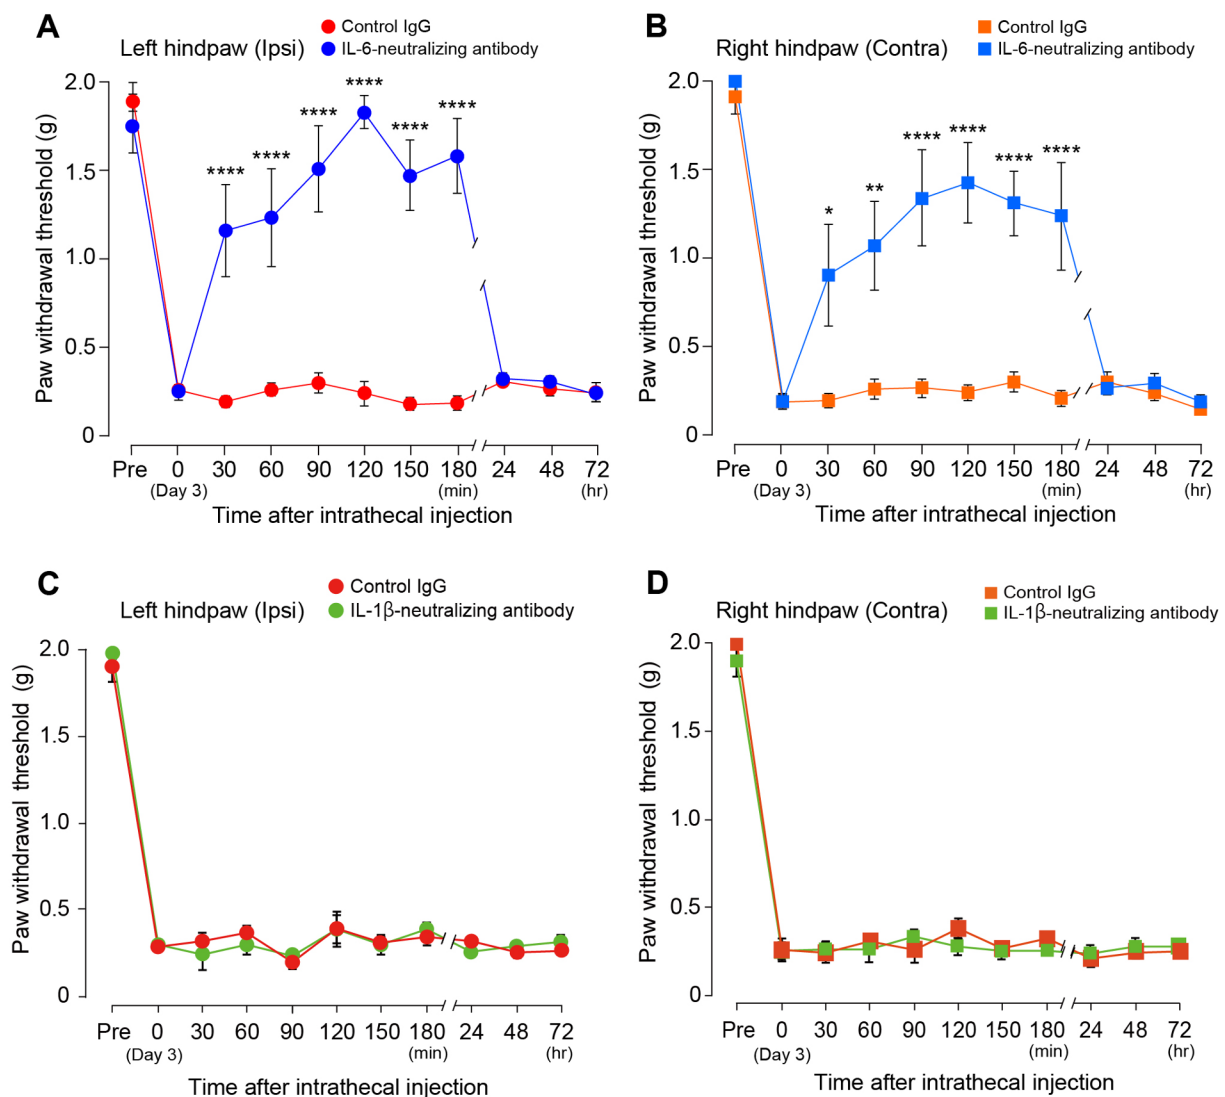 A
Left hindpaw (Ipsi)
Control IgG
IL-6-neutralizing antibody
Paw withdrawal threshold (g)
2.0
1.5
1.0
0.5
0
****
****
****
****
****
****
Pre 0 30 60 90 120 150 180 24 48 72
(Day 3) (min) (hr)
Time after intrathecal injection
B
Right hindpaw (Contra)
Control IgG
IL-6-neutralizing antibody
Paw withdrawal threshold (g)
2.0
1.5
1.0
0.5
0
*
**
****
****
****
****
Pre 0 30 60 90 120 150 180 24 48 72
(Day 3) (min) (hr)
Time after intrathecal injection
C
Left hindpaw (Ipsi)
Control IgG
IL-1β-neutralizing antibody
Paw withdrawal threshold (g)
2.0
1.5
1.0
0.5
0
Pre 0 30 60 90 120 150 180 24 48 72
(Day 3) (min) (hr)
Time after intrathecal injection
D
Right hindpaw (Contra)
Control IgG
IL-1β-neutralizing antibody
Paw withdrawal threshold (g)
2.0
1.5
1.0
0.5
0
Pre 0 30 60 90 120 150 180 24 48 72
(Day 3) (min) (hr)
Time after intrathecal injection